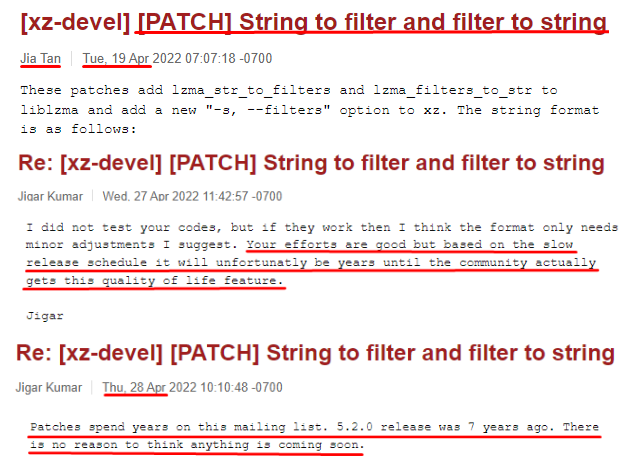 [xz-devel] [PATCH] String to filter and filter to string
Jia Tan Tue, 19 Apr 2022 07:07:18 -0700
These patches add lzma_str_to_filters and lzma_filters_to_str to
liblzma and add a new "-s, --filters" option to xz. The string format
is as follows:
Re: [xz-devel] [PATCH] String to filter and filter to string
Jigar Kumar Wed, 27 Apr 2022 11:42:57 -0700
I did not test your codes, but if they work then I think the format only needs
minor adjustments I suggest. Your efforts are good but based on the slow
release schedule it will unfortunatly be years until the community actually
gets this quality of life feature.
Jigar
Re: [xz-devel] [PATCH] String to filter and filter to string
Jigar Kumar Thu, 28 Apr 2022 10:10:48 -0700
Patches spend years on this mailing list. 5.2.0 release was 7 years ago. There
is no reason to think anything is coming soon.